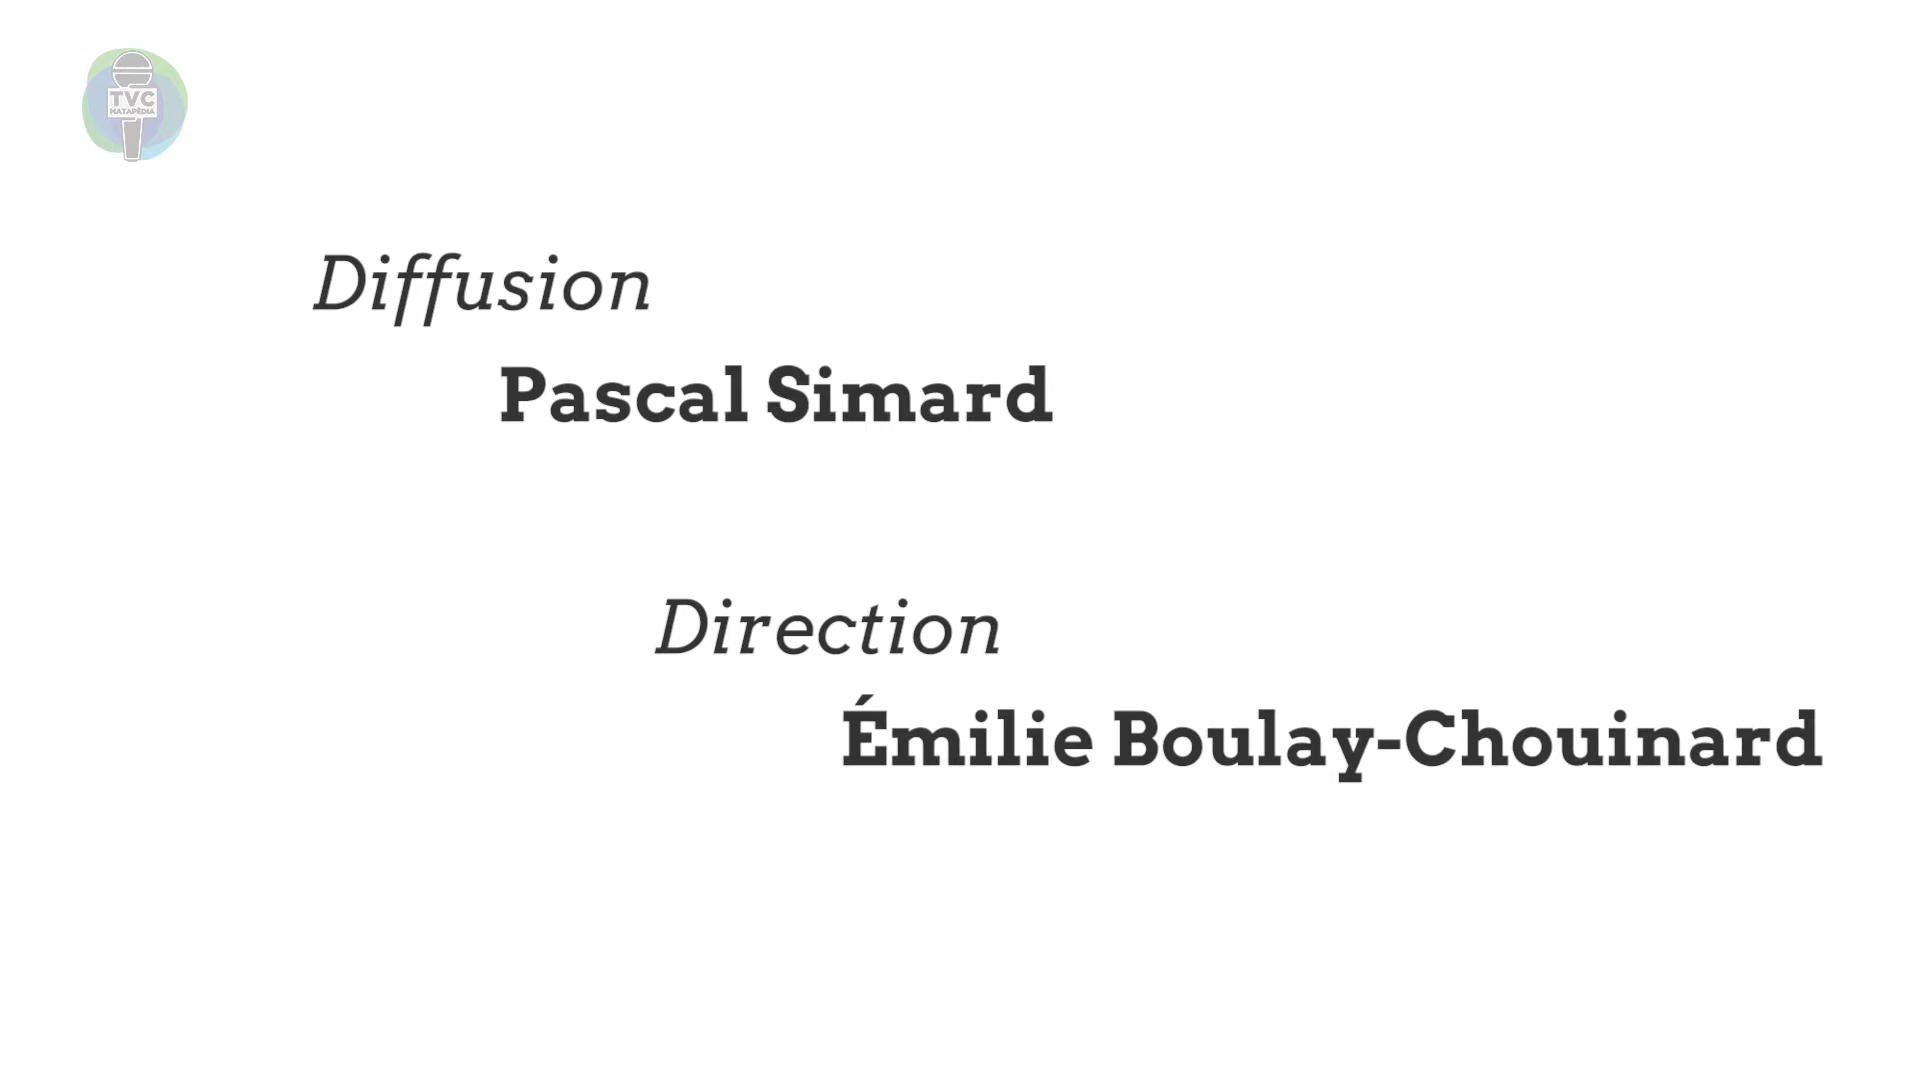 TVC
MATAPÉDIA
Diffusion
Pascal Simard
Direction
Émilie Boulay-Chouinard